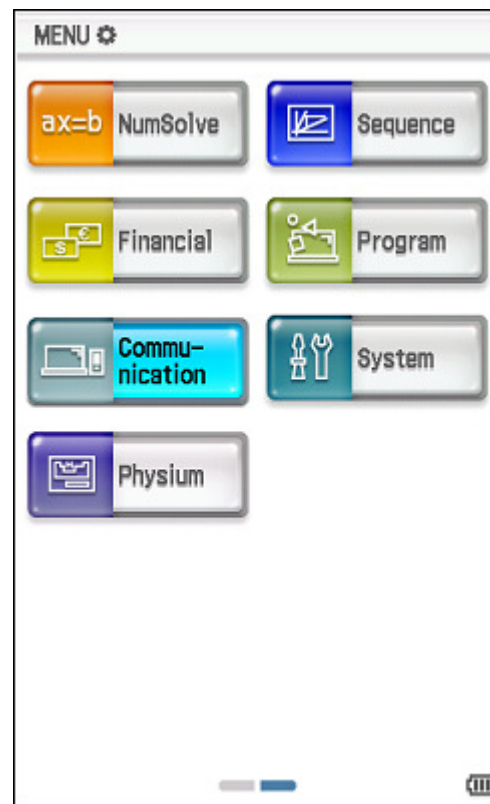 MENU
ax=b NumSolve
Sequence
$ €
Financial
Program
Commu-
nication
System
Physium